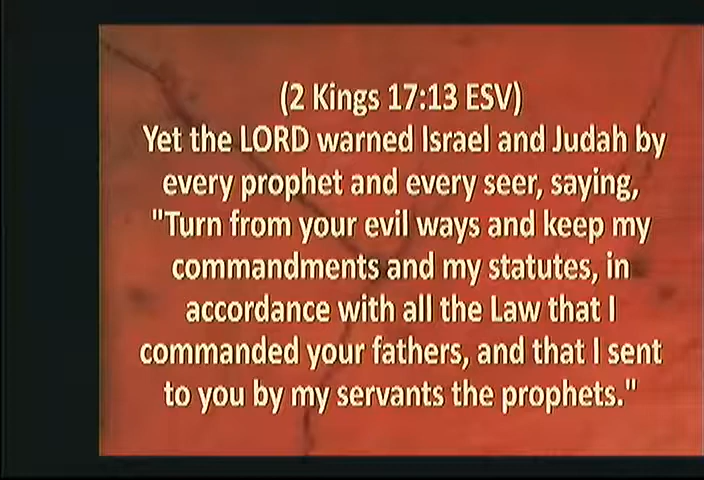 (2 Kings 17:13 ESV)
Yet the LORD warned Israel and Judah by
every prophet and every seer, saying,
"Turn from your evil ways and keep my
commandments and my statutes, in
accordance with all the Law that I
commanded your fathers, and that I sent
to you by my servants the prophets."